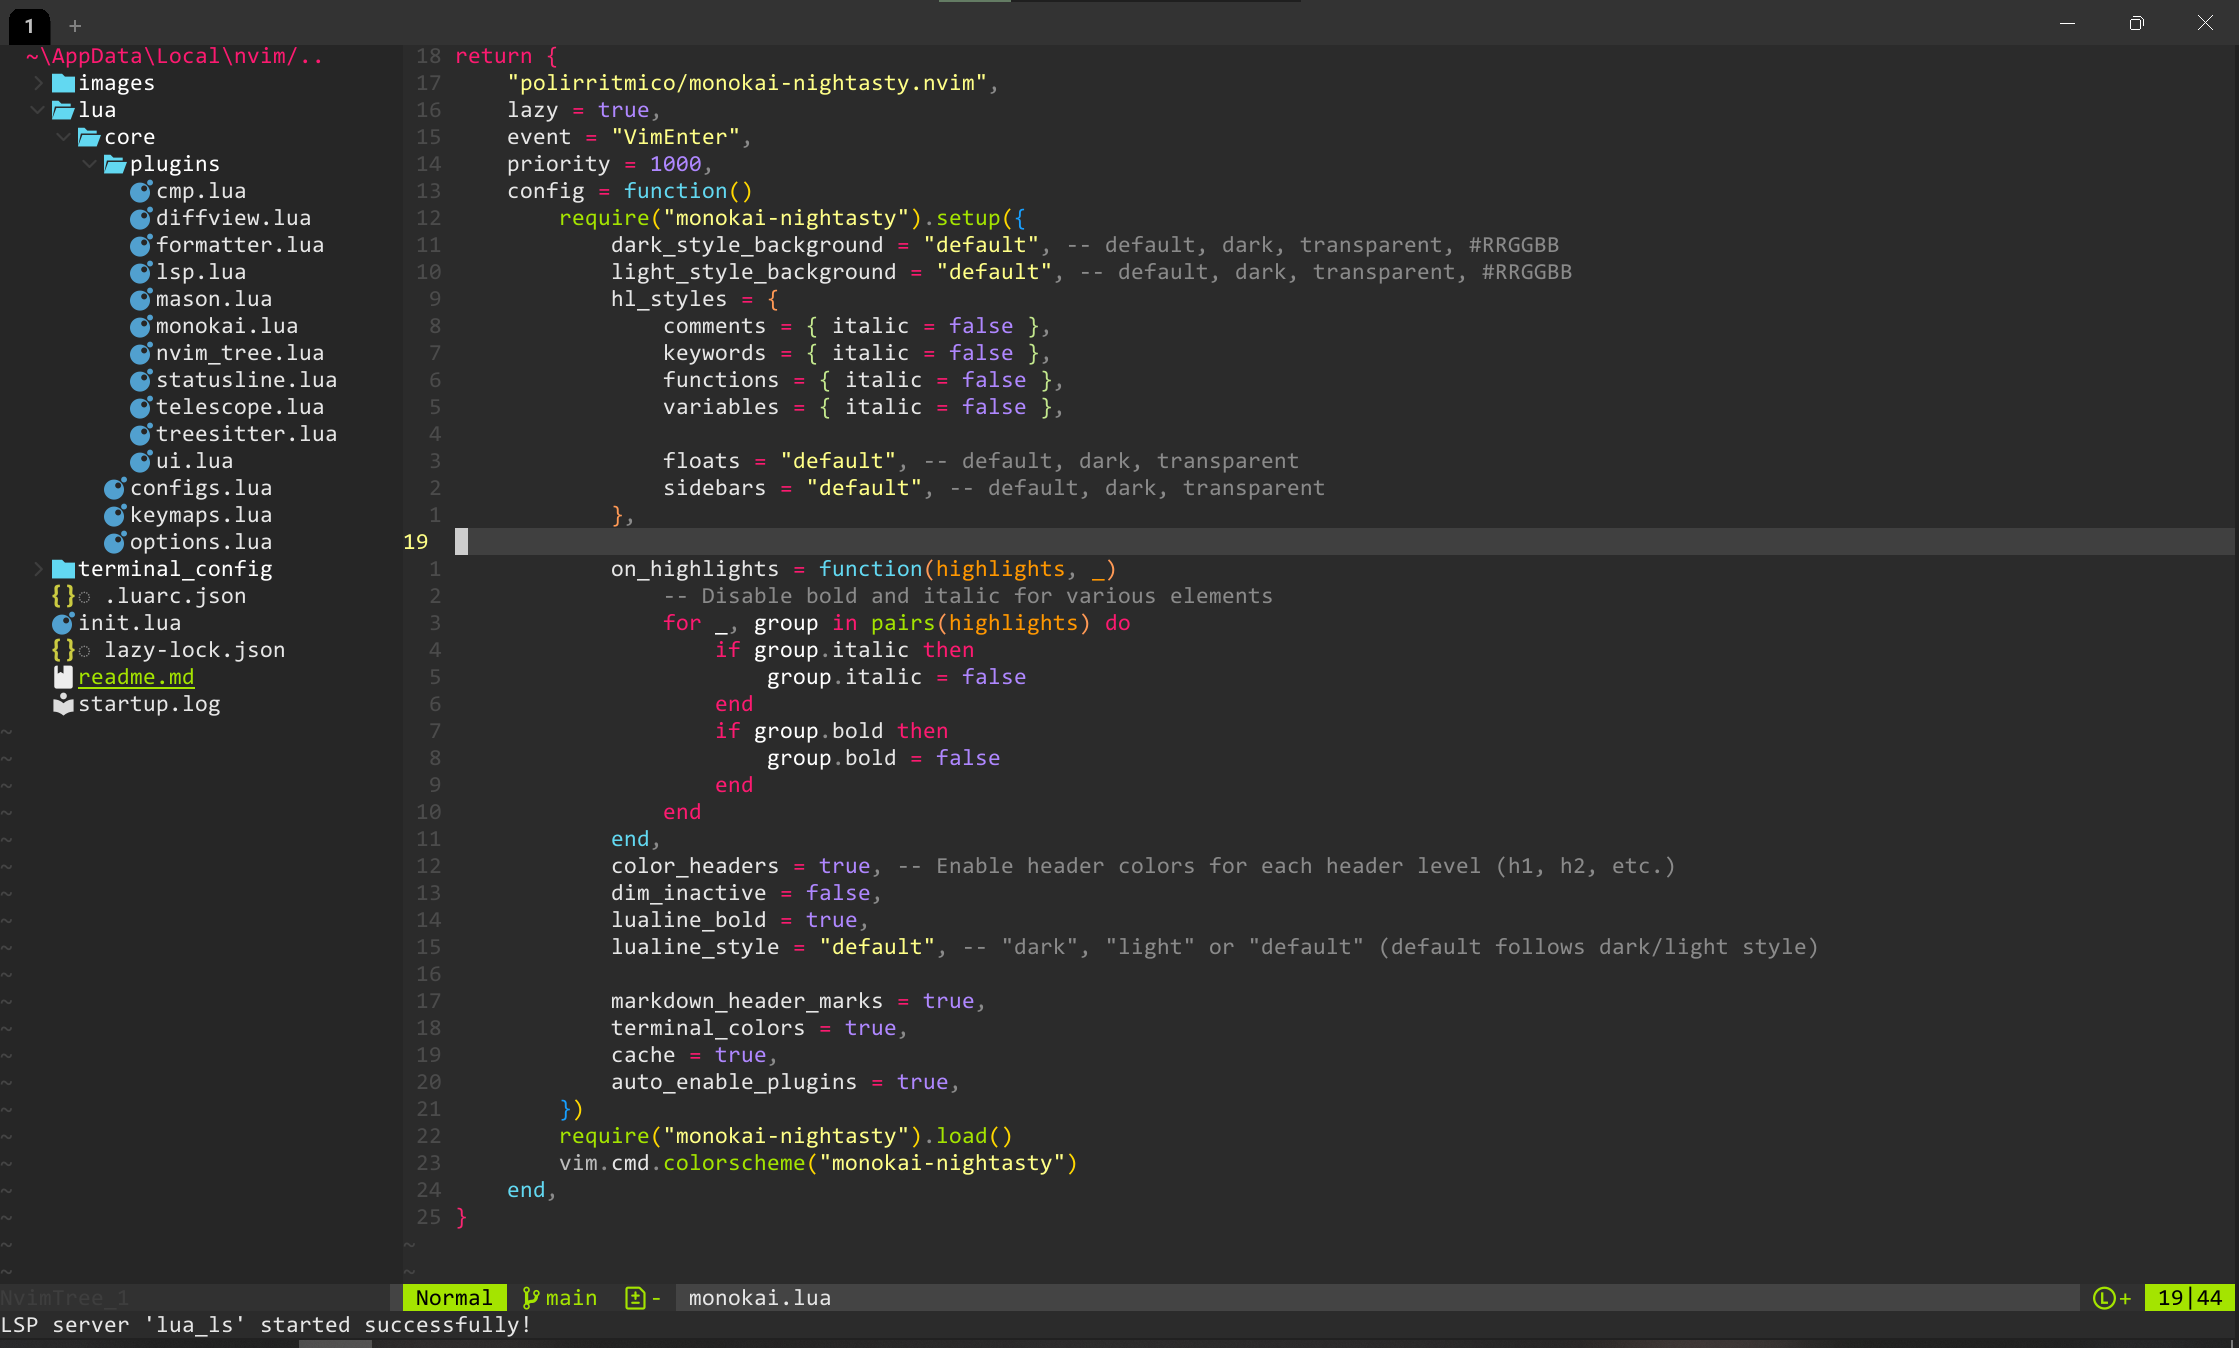 1 +
~\AppData\Local\nvim/..
images
lua
core
plugins
cmp.lua
diffview.lua
formatter.lua
lsp.lua
mason.lua
monokai.lua
nvim_tree.lua
statusline.lua
telescope.lua
treesitter.lua
ui.lua
configs.lua
keymaps.lua
options.lua
terminal_config
{} .luarc.json
init.lua
{} lazy-lock.json
readme.md
startup.log
18 return {
17     "polirritmico/monokai-nightasty.nvim",
16     lazy = true,
15     event = "VimEnter",
14     priority = 1000,
13     config = function()
12         require("monokai-nightasty").setup({
11             dark_style_background = "default", -- default, dark, transparent, #RRGGBB
10             light_style_background = "default", -- default, dark, transparent, #RRGGBB
9             hl_styles = {
8                 comments = { italic = false },
7                 keywords = { italic = false },
6                 functions = { italic = false },
5                 variables = { italic = false },
4
3                 floats = "default", -- default, dark, transparent
2                 sidebars = "default", -- default, dark, transparent
1             },
19
1             on_highlights = function(highlights, _)
2                 -- Disable bold and italic for various elements
3                 for _, group in pairs(highlights) do
4                     if group.italic then
5                         group.italic = false
6                     end
7                     if group.bold then
8                         group.bold = false
9                     end
10                 end
11             end,
12             color_headers = true, -- Enable header colors for each header level (h1, h2, etc.)
13             dim_inactive = false,
14             lualine_bold = true,
15             lualine_style = "default", -- "dark", "light" or "default" (default follows dark/light style)
16
17             markdown_header_marks = true,
18             terminal_colors = true,
19             cache = true,
20             auto_enable_plugins = true,
21         })
22         require("monokai-nightasty").load()
23         vim.cmd.colorscheme("monokai-nightasty")
24     end,
25 }
NvimTree_1
Normal main - monokai.lua L+ 19|44
LSP server 'lua_ls' started successfully!